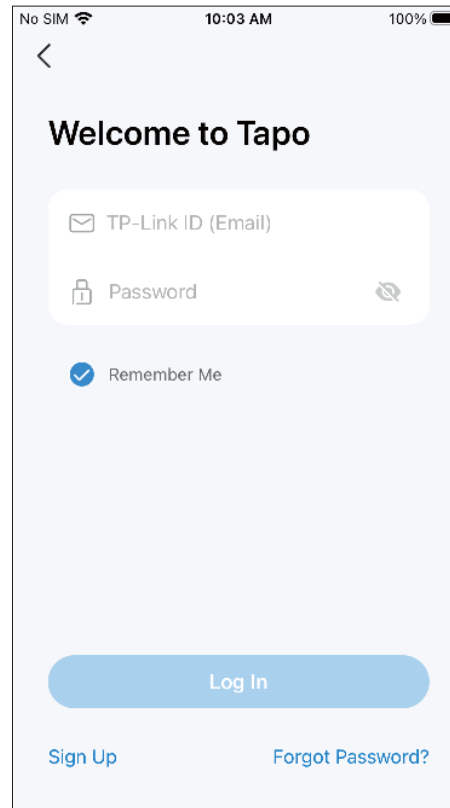 No SIM 10:03 AM 100%
Welcome to Tapo
TP-Link ID (Email)
Password
Remember Me
Log In
Sign Up Forgot Password?